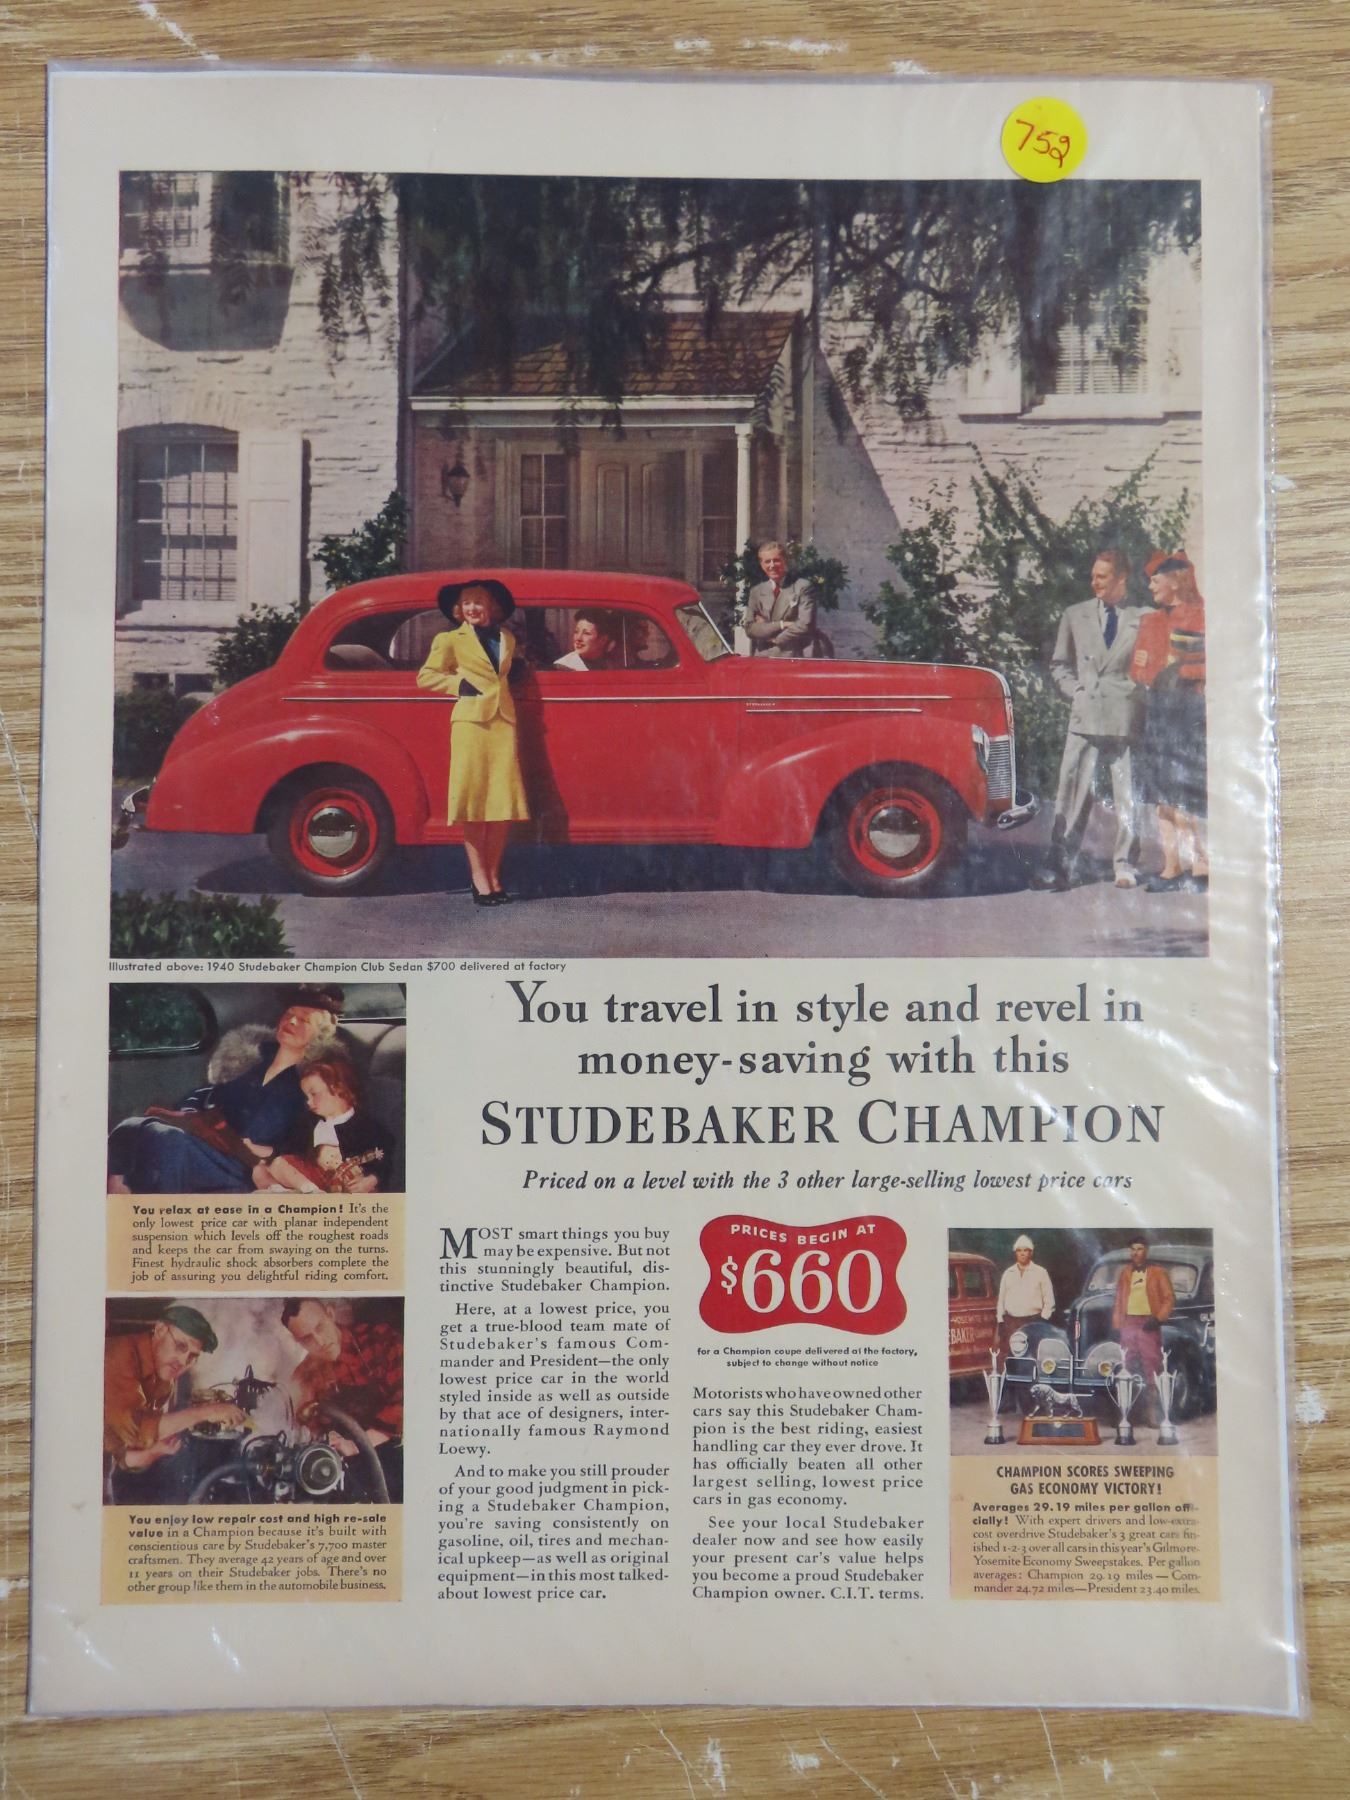 752
STUDEBAKER
Illustrated above: 1940 Studebaker Champion Club Sedan $700 delivered at factory
You travel in style and revel in
money-saving with this
STUDEBAKER CHAMPION
Priced on a level with the 3 other large-selling lowest price cars
You relax at ease in a Champion! It's the
only lowest price car with planar independent
suspension which levels off the roughest roads
and keeps the car from swaying on the turns.
Finest hydraulic shock absorbers complete the
job of assuring you delightful riding comfort.
You enjoy low repair cost and high re-sale
value in a Champion because it's built with
conscientious care by Studebaker's 7,700 master
craftsmen. They average 42 years of age and over
11 years on their Studebaker jobs. There's no
other group like them in the automobile business.
MOST smart things you buy
may be expensive. But not
this stunningly beautiful, dis-
tinctive Studebaker Champion.
Here, at a lowest price, you
get a true-blood team mate of
Studebaker's famous Com-
mander and President—the only
lowest price car in the world
styled inside as well as outside
by that ace of designers, inter-
nationally famous Raymond
Loewy.
And to make you still prouder
of your good judgment in pick-
ing a Studebaker Champion,
you're saving consistently on
gasoline, oil, tires and mechan-
ical upkeep—as well as original
equipment—in this most talked-
about lowest price car.
PRICES BEGIN AT
$660
for a Champion coupe delivered at the factory,
subject to change without notice
Motorists who have owned other
cars say this Studebaker Cham-
pion is the best riding, easiest
handling car they ever drove. It
has officially beaten all other
largest selling, lowest price
cars in gas economy.
See your local Studebaker
dealer now and see how easily
your present car's value helps
you become a proud Studebaker
Champion owner. C.I.T. terms.
CHAMPION SCORES SWEEPING
GAS ECONOMY VICTORY!
Averages 29.19 miles per gallon offi-
cially! With expert drivers and low-extra-
cost overdrive Studebaker's 3 great cars fin-
ished 1-2-3 over all cars in this year's Gilmore-
Yosemite Economy Sweepstakes. Per gallon
averages: Champion 29.19 miles — Com-
mander 24.72 miles—President 23.40 miles.